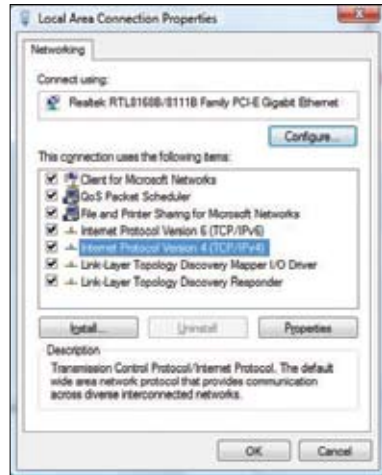 Local Area Connection Properties
Networking
Connect using:
Realtek RTL8168B/8111B Family PCI-E Gigabit Ethernet
Configure...
This connection uses the following items:
Client for Microsoft Networks
QoS Packet Scheduler
File and Printer Sharing for Microsoft Networks
Internet Protocol Version 6 (TCP/IPv6)
Internet Protocol Version 4 (TCP/IPv4)
Link-Layer Topology Discovery Mapper I/O Driver
Link-Layer Topology Discovery Responder
Install...
Uninstall
Properties
Description
Transmission Control Protocol/Internet Protocol. The default
wide area network protocol that provides communication
across diverse interconnected networks.
OK
Cancel